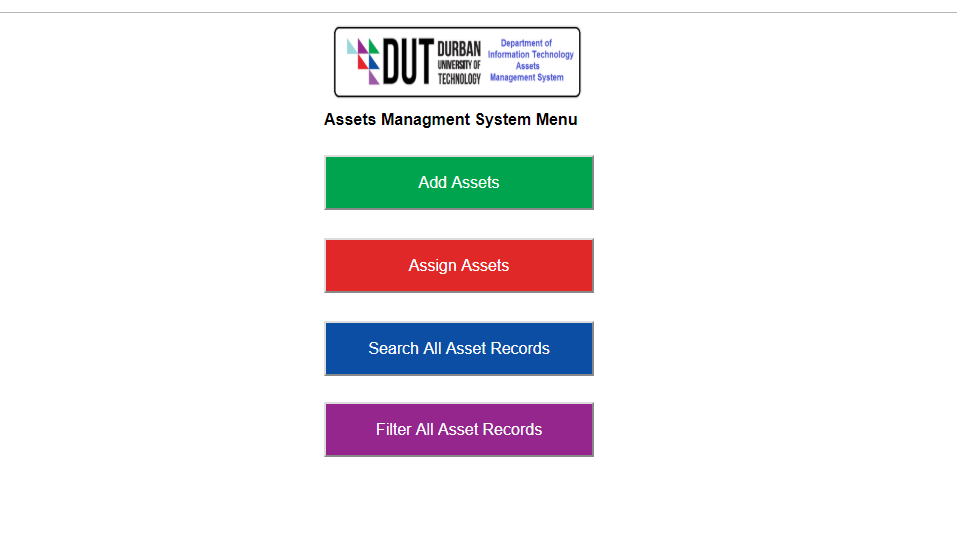 DUT
DURBAN
UNIVERSITY OF
TECHNOLOGY
Department of
Information Technology
Assets
Management System
Assets Managment System Menu
Add Assets
Assign Assets
Search All Asset Records
Filter All Asset Records